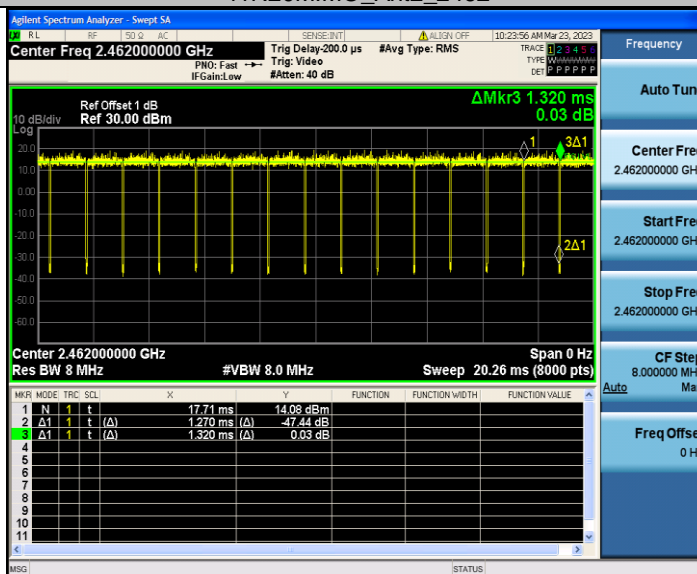 Agilent Spectrum Analyzer - Swept SA
RL RF 50 Ω AC SENSE:INT ALIGN OFF 10:23:56 AM Mar 23, 2023
Center Freq 2.462000000 GHz
PNO: Fast
IFGain:Low
Trig Delay-200.0 µs
Trig: Video
#Atten: 40 dB
#Avg Type: RMS
TRACE 1 2 3 4 5 6
TYPE
DET P P P P P P
Ref Offset 1 dB
10 dB/div Ref 30.00 dBm
Log
ΔMkr3 1.320 ms
0.03 dB
20.0
10.0
0.00
-10.0
-20.0
-30.0
-40.0
-50.0
-60.0
1
3Δ1
2Δ1
Center 2.462000000 GHz Span 0 Hz
Res BW 8 MHz #VBW 8.0 MHz Sweep 20.26 ms (8000 pts)
MKR MODE TRC SCL X Y FUNCTION FUNCTION WIDTH FUNCTION VALUE
1 N 1 t 17.71 ms 14.08 dBm
2 Δ1 1 t (Δ) 1.270 ms (Δ) -47.44 dB
3 Δ1 1 t (Δ) 1.320 ms (Δ) 0.03 dB
4
5
6
7
8
9
10
11
MSG STATUS
Frequency
Auto Tun
Center Fre
2.462000000 GH
Start Fre
2.462000000 GH
Stop Fre
2.462000000 GH
CF Step
8.000000 MH
Auto Ma
Freq Offse
0 H